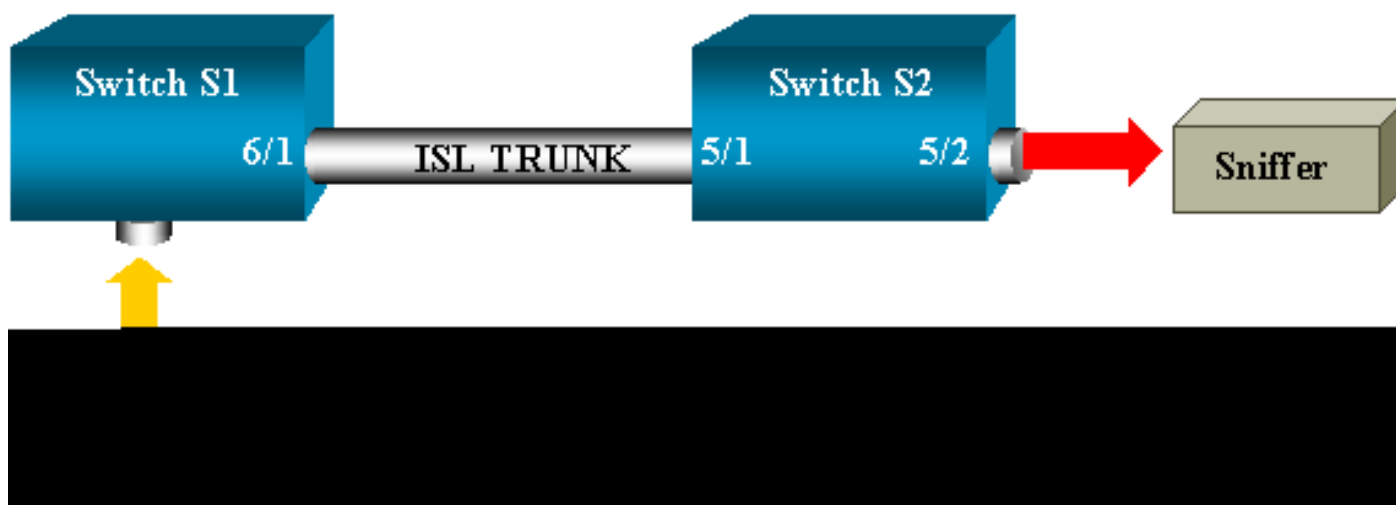 Switch S1
Switch S2
6/1
ISL TRUNK
5/1
5/2
Sniffer